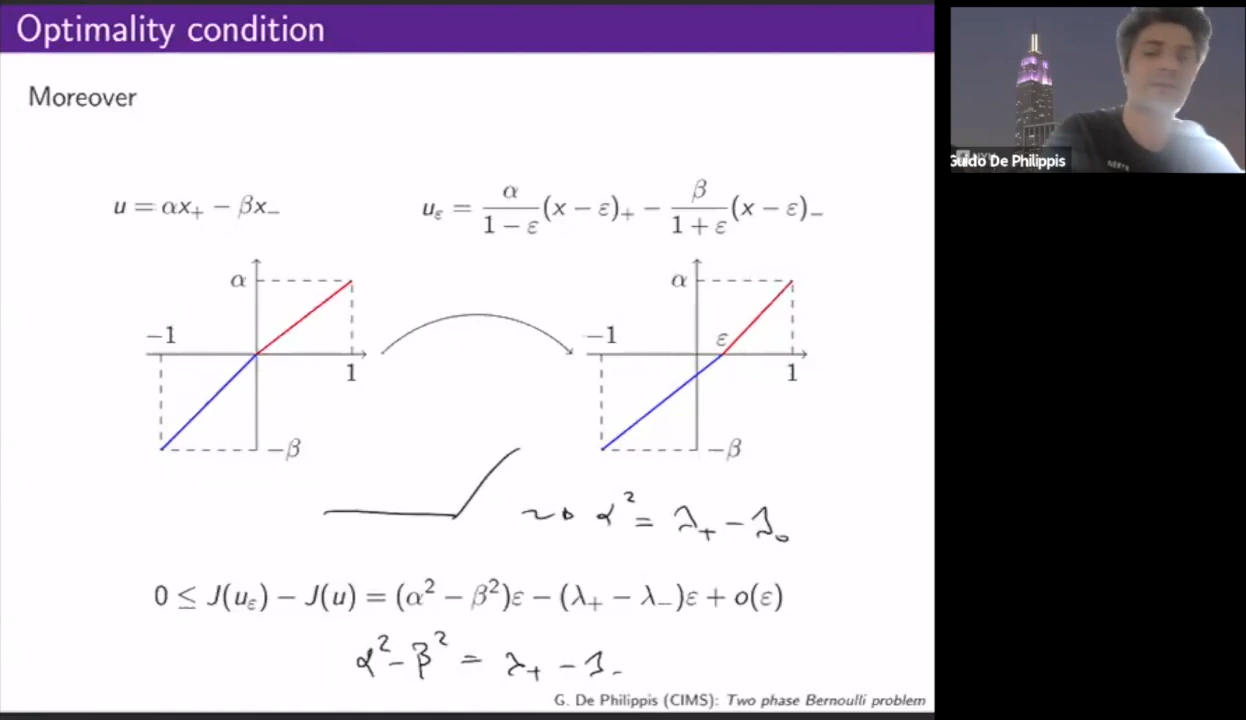 Optimality condition
Moreover
u = αx₊ − βx₋
u_ε = α/(1 − ε) (x − ε)₊ − β/(1 + ε) (x − ε)₋
α
−1
1
−β
α
−1
ε
1
−β
α² = λ₊ − λ₀
0 ≤ J(u_ε) − J(u) = (α² − β²)ε − (λ₊ − λ₋)ε + o(ε)
α² − β² = λ₊ − λ₋
G. De Philippis (CIMS): Two phase Bernoulli problem
Guido De Philippis